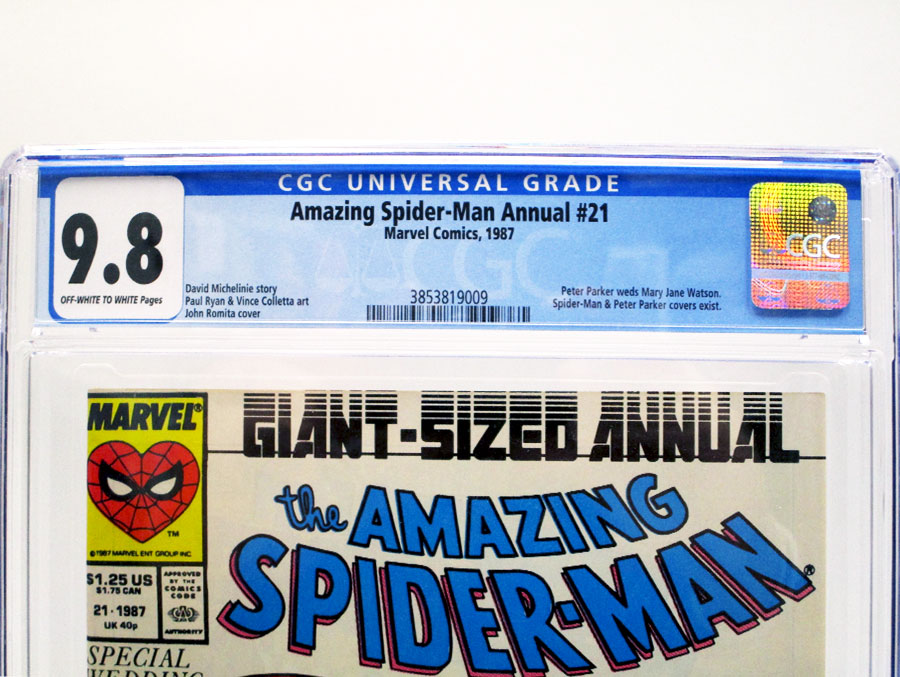 CGC UNIVERSAL GRADE
Amazing Spider-Man Annual #21
Marvel Comics, 1987
9.8
OFF-WHITE TO WHITE Pages
David Michelinie story
Paul Ryan & Vince Colletta art
John Romita cover
3853819009
Peter Parker weds Mary Jane Watson.
Spider-Man & Peter Parker covers exist.
CGC
CGC
MARVEL®
GIANT-SIZED ANNUAL
the AMAZING
SPIDER-MAN®
TM
©1987 MARVEL ENT GROUP INC
$1.25 US
$1.75 CAN
21·1987
UK 40p
APPROVED
BY THE
COMICS
CODE
AUTHORITY
SPECIAL
WEDDING